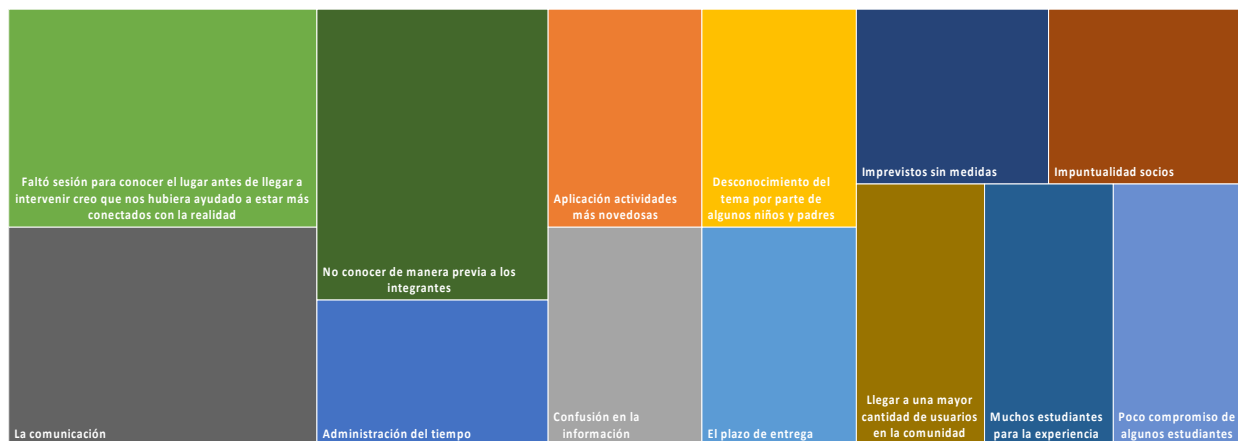 Faltó sesión para conocer el lugar antes de llegar a
intervenir creo que nos hubiera ayudado a estar más
conectados con la realidad
La comunicación
No conocer de manera previa a los
integrantes
Administración del tiempo
Aplicación actividades
más novedosas
Confusión en la
información
Desconocimiento del
tema por parte de
algunos niños y padres
El plazo de entrega
Imprevistos sin medidas
Impuntualidad socios
Llegar a una mayor
cantidad de usuarios
en la comunidad
Muchos estudiantes
para la experiencia
Poco compromiso de
algunos estudiantes